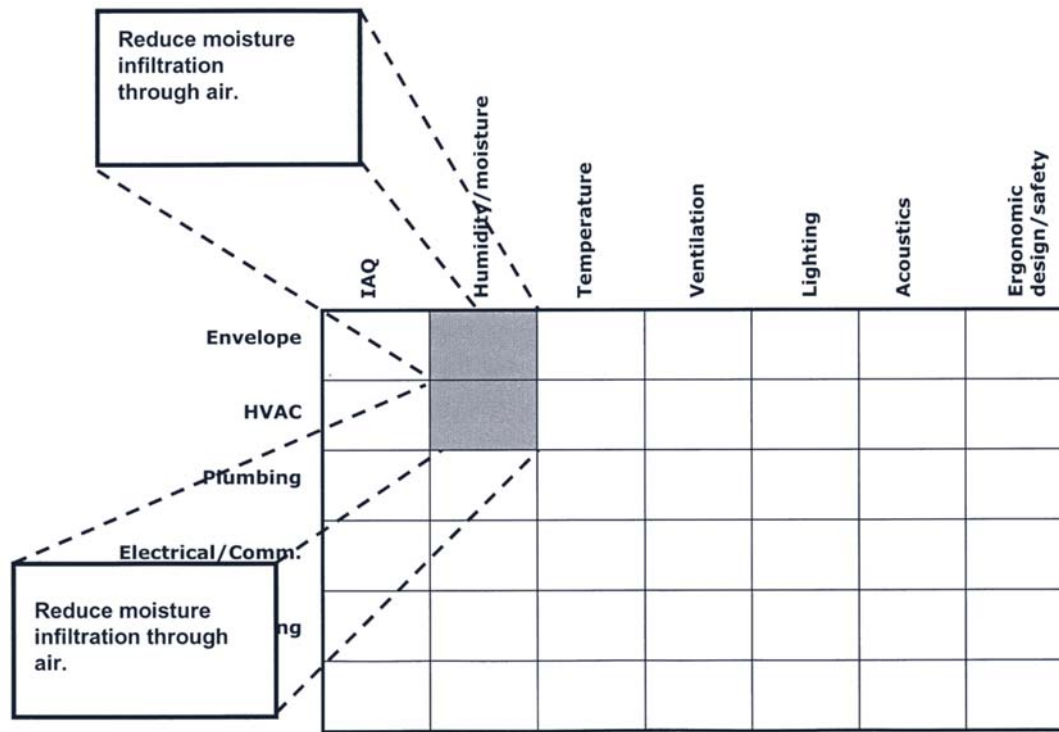 Reduce moisture
infiltration
through air.
IAQ
Humidity/moisture
Temperature
Ventilation
Lighting
Acoustics
Ergonomic
design/safety
Envelope
HVAC
Plumbing
Electrical/Comm.
Reduce moisture
infiltration through
air.